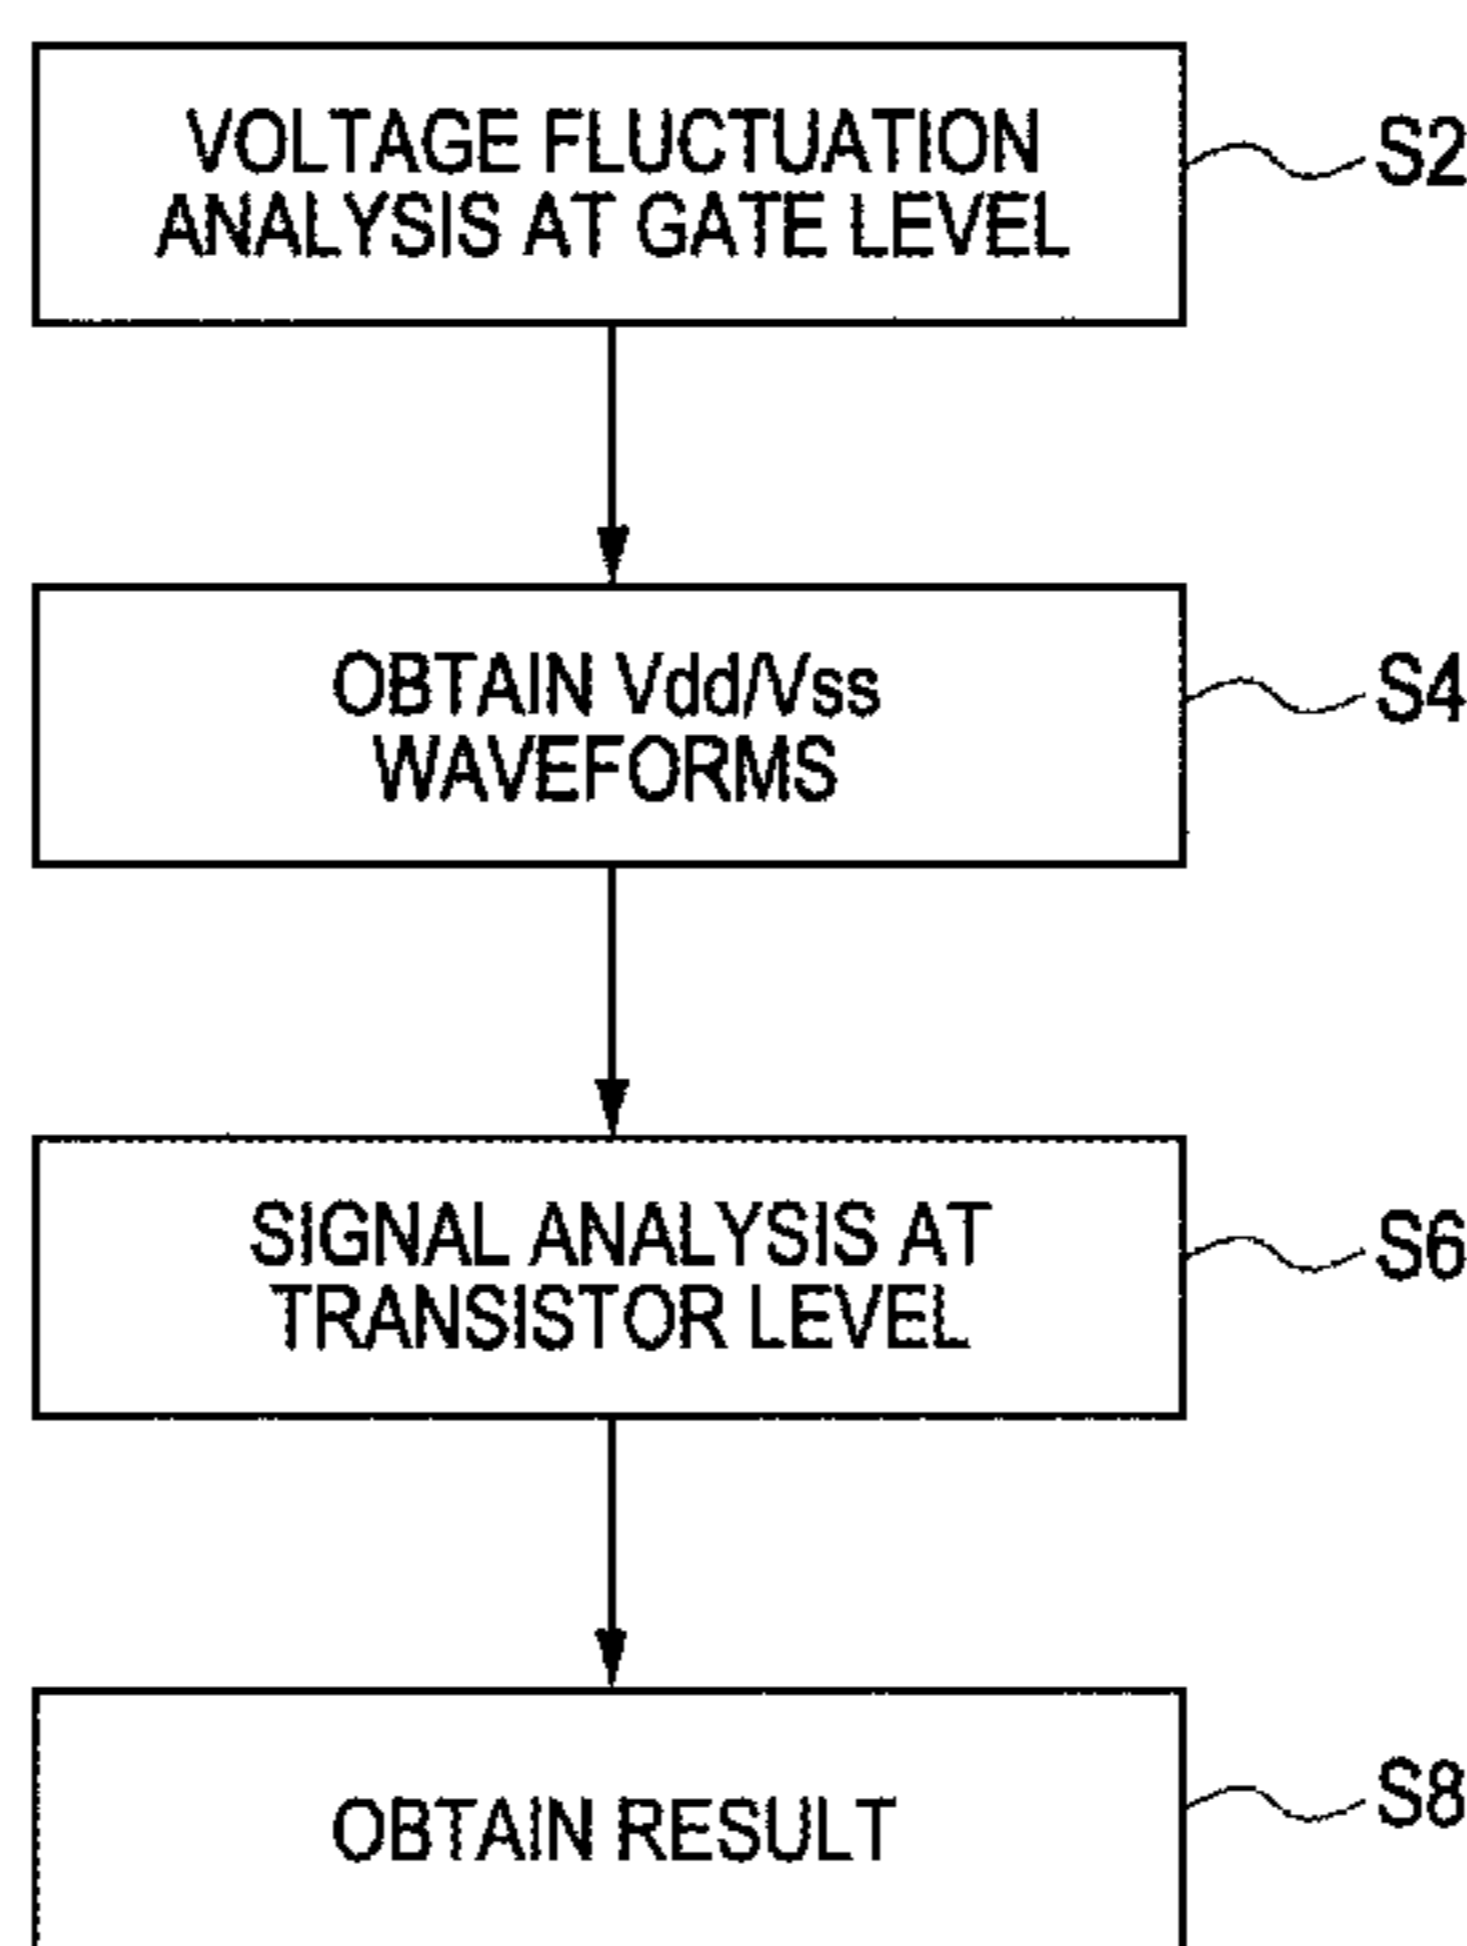 VOLTAGE FLUCTUATION
ANALYSIS AT GATE LEVEL
S2
OBTAIN Vdd/Vss
WAVEFORMS
S4
SIGNAL ANALYSIS AT
TRANSISTOR LEVEL
S6
OBTAIN RESULT
S8